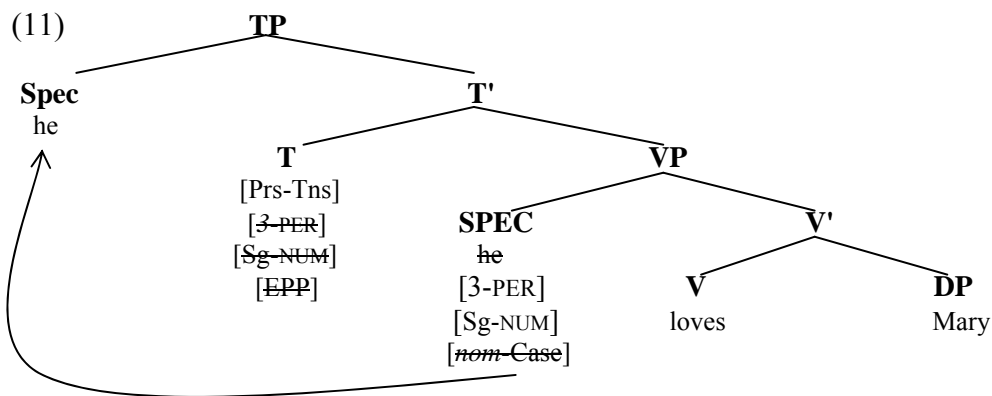 (11) TP
Spec T'
he
T VP
[Prs-Tns]
[3-PER] SPEC V'
[Sg-NUM] he
[EPP] [3-PER] V DP
[Sg-NUM] loves Mary
[nom-Case]